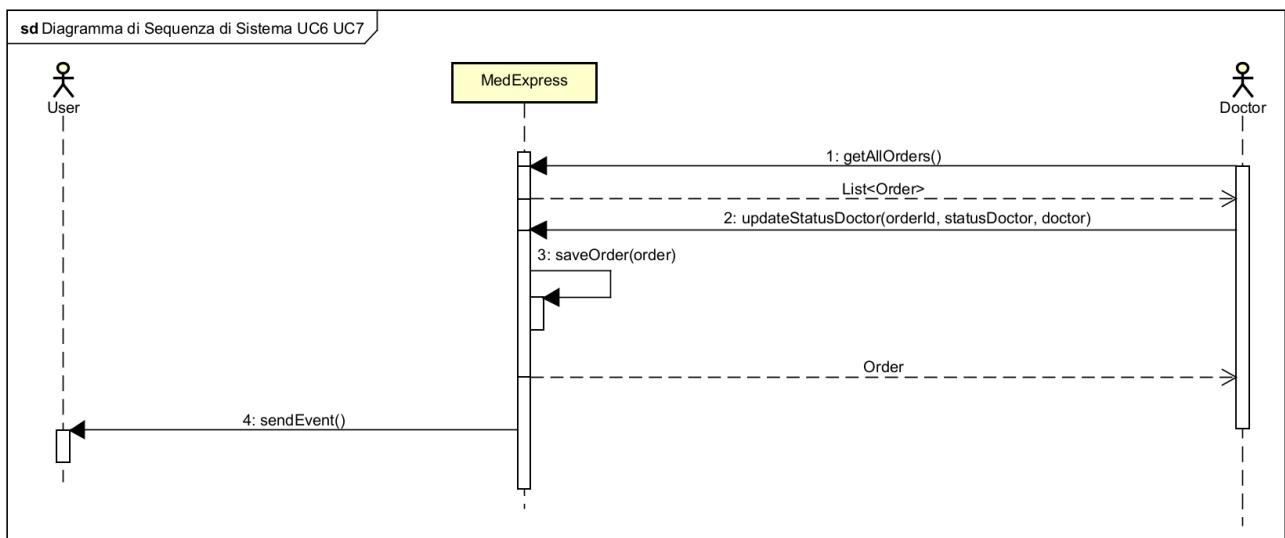 sd Diagramma di Sequenza di Sistema UC6 UC7
User
MedExpress
Doctor
1: getAllOrders()
List<Order>
2: updateStatusDoctor(orderId, statusDoctor, doctor)
3: saveOrder(order)
Order
4: sendEvent()